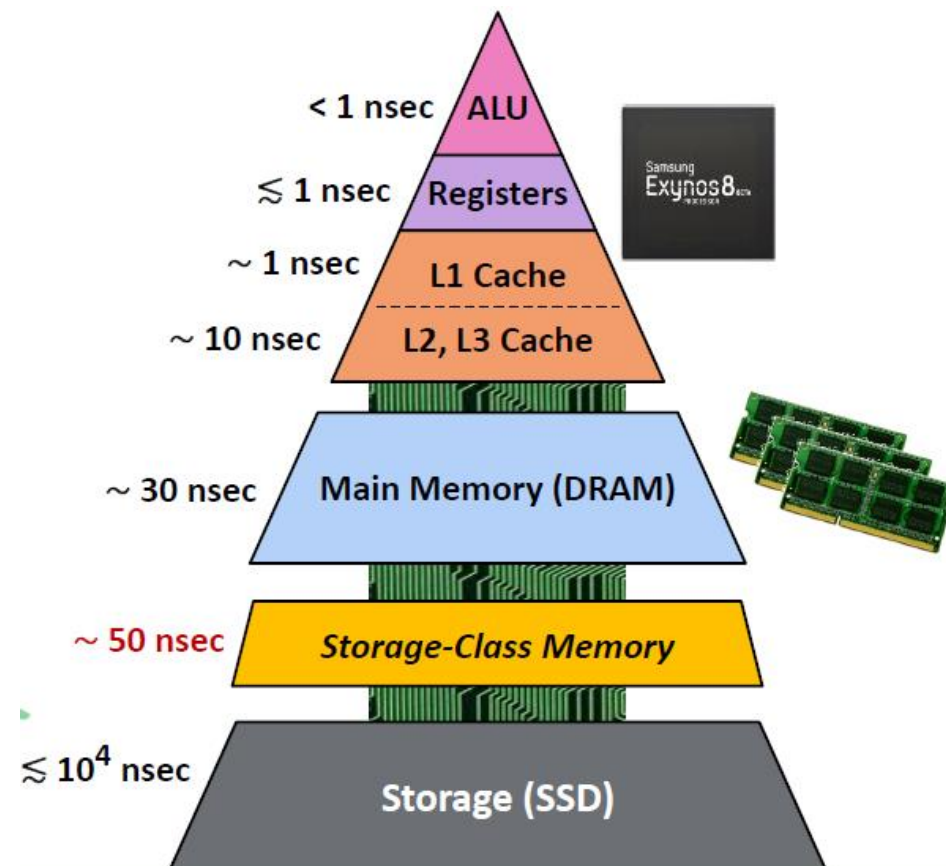 < 1 nsec
ALU
≲ 1 nsec
Registers
~ 1 nsec
L1 Cache
~ 10 nsec
L2, L3 Cache
Samsung
Exynos8
PROCESSOR
~ 30 nsec
Main Memory (DRAM)
~ 50 nsec
Storage-Class Memory
≲ 10⁴ nsec
Storage (SSD)